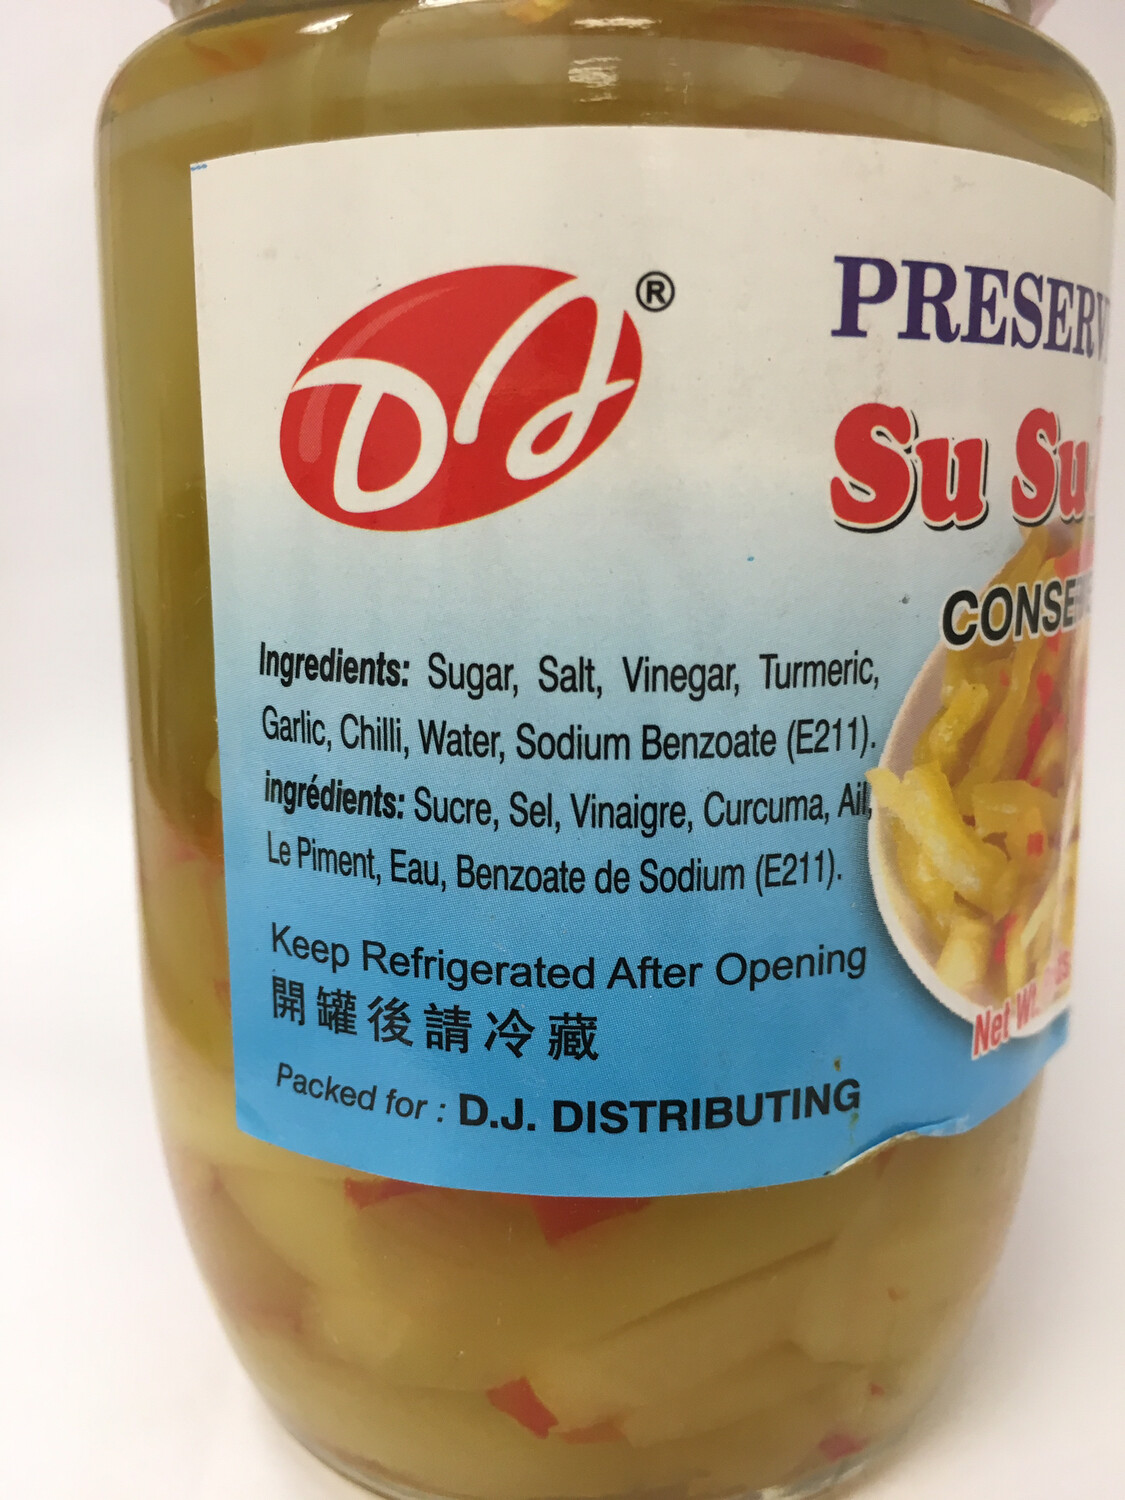 DJ ®
PRESERV
Su Su
CONSE
Ingredients: Sugar, Salt, Vinegar, Turmeric,
Garlic, Chilli, Water, Sodium Benzoate (E211).
ingrédients: Sucre, Sel, Vinaigre, Curcuma, Ail,
Le Piment, Eau, Benzoate de Sodium (E211).
Keep Refrigerated After Opening
開罐後請冷藏
Packed for : D.J. DISTRIBUTING
Net Wt.